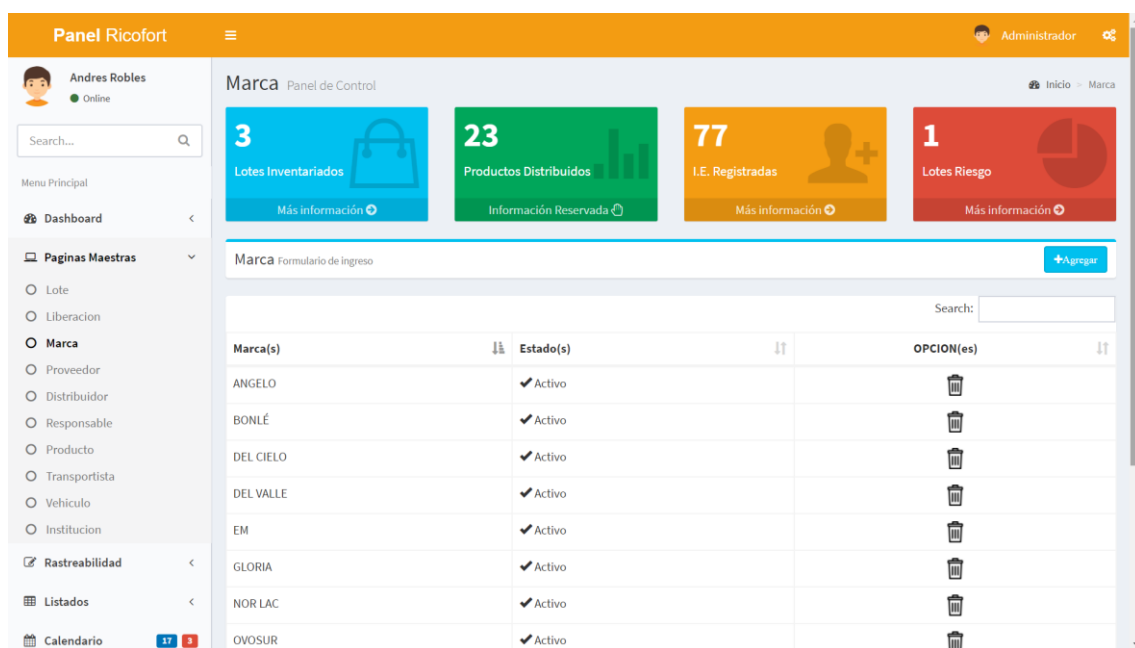 Panel Ricofort
Administrador
Andres Robles
Online
Search...
Menu Principal
Dashboard
Paginas Maestras
Lote
Liberacion
Marca
Proveedor
Distribuidor
Responsable
Producto
Transportista
Vehiculo
Institucion
Rastreabilidad
Listados
Calendario 17 3
Marca Panel de Control
Inicio > Marca
3
Lotes Inventariados
Más información
23
Productos Distribuidos
Información Reservada
77
I.E. Registradas
Más información
1
Lotes Riesgo
Más información
Marca Formulario de ingreso
+Agregar
Search:
Marca(s) Estado(s) OPCION(es)
ANGELO Activo
BONLÉ Activo
DEL CIELO Activo
DEL VALLE Activo
EM Activo
GLORIA Activo
NOR LAC Activo
OVOSUR Activo